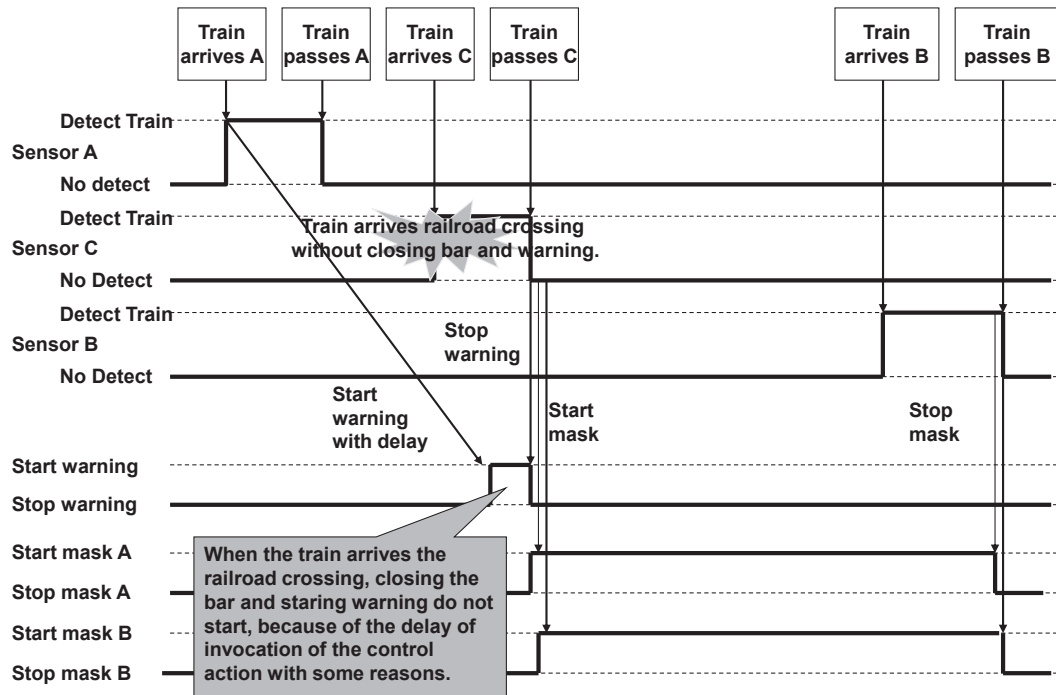 Train
arrives A
Train
passes A
Train
arrives C
Train
passes C
Train
arrives B
Train
passes B
Detect Train
Sensor A
No detect
Detect Train
Train arrives railroad crossing
Sensor C
without closing bar and warning.
No Detect
Detect Train
Sensor B
Stop
warning
No Detect
Start
warning
with delay
Start
mask
Stop
mask
Start warning
Stop warning
Start mask A
Stop mask A
Start mask B
Stop mask B
When the train arrives the
railroad crossing, closing the
bar and staring warning do not
start, because of the delay of
invocation of the control
action with some reasons.